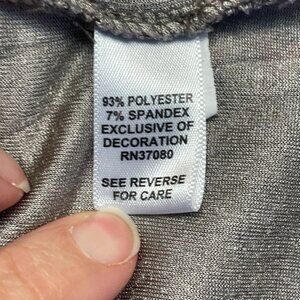 93% POLYESTER
7% SPANDEX
EXCLUSIVE OF
DECORATION
RN37080
SEE REVERSE
FOR CARE